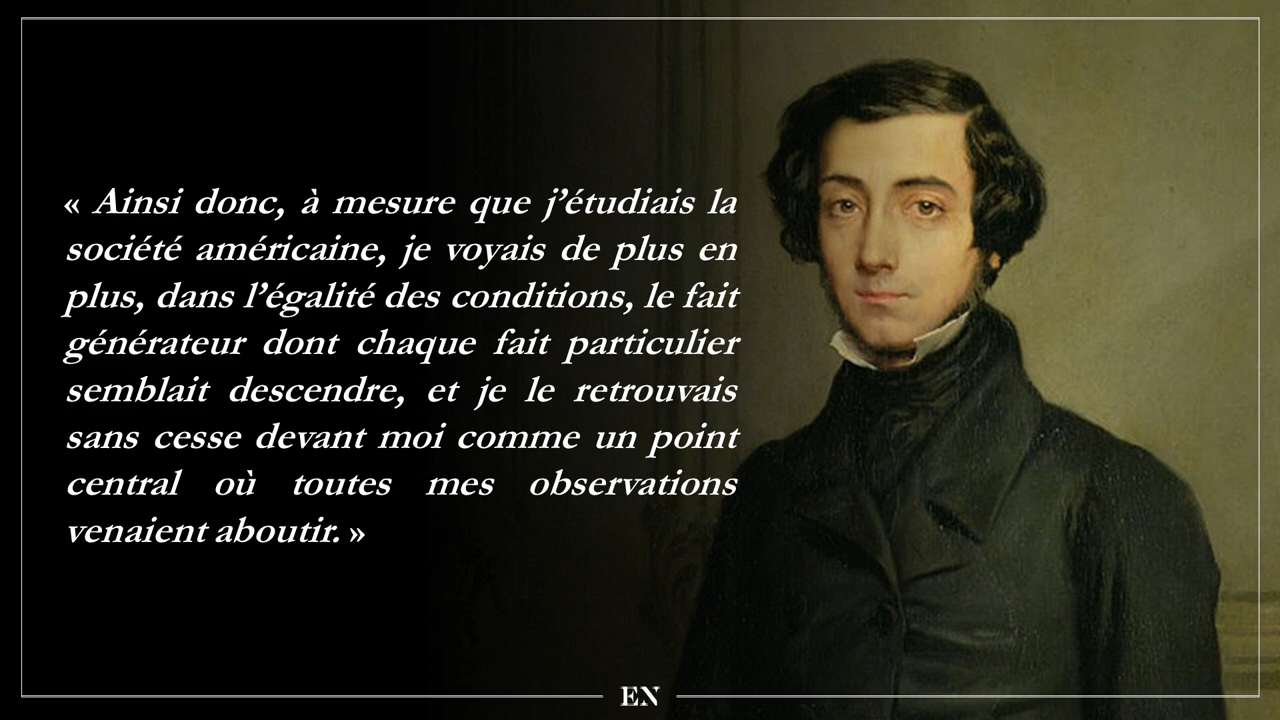 « Ainsi donc, à mesure que j’étudiais la
société américaine, je voyais de plus en
plus, dans l’égalité des conditions, le fait
générateur dont chaque fait particulier
semblait descendre, et je le retrouvais
sans cesse devant moi comme un point
central où toutes mes observations
venaient aboutir. »
EN